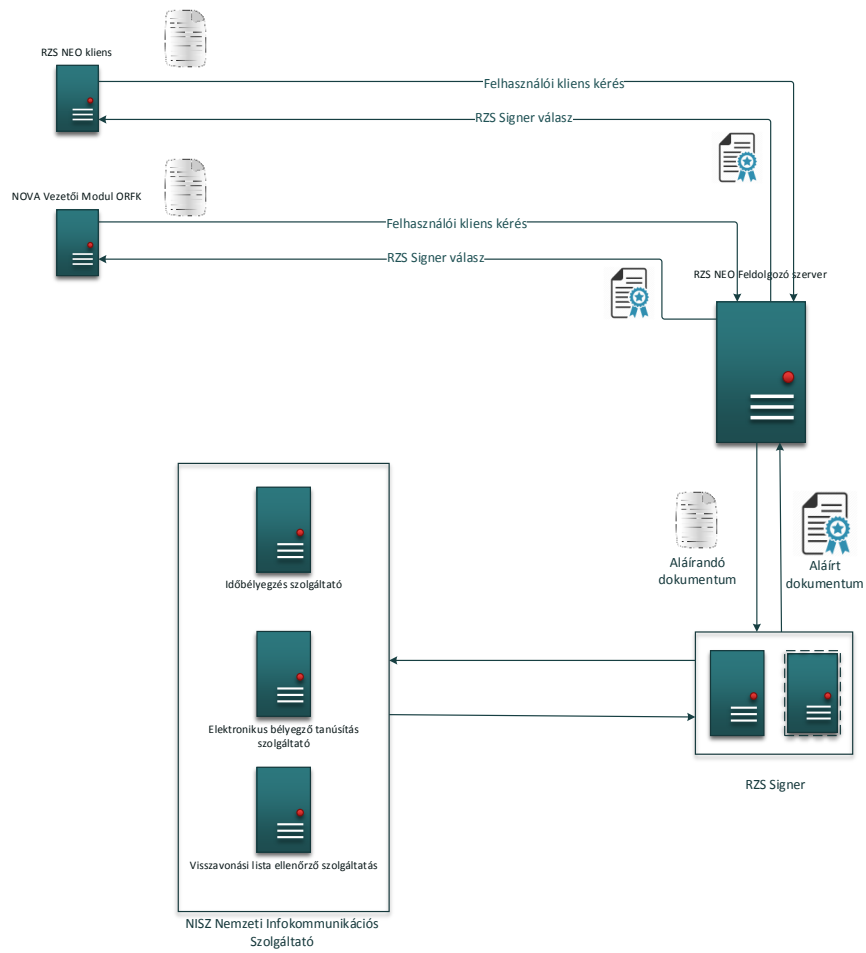 RZS NEO kliens
Felhasználói kliens kérés
RZS Signer válasz
NOVA Vezetői Modul ORFK
Felhasználói kliens kérés
RZS Signer válasz
RZS NEO Feldolgozó szerver
Aláírandó
dokumentum
Aláírt
dokumentum
Időbélyegzés szolgáltató
Elektronikus bélyegző tanúsítás
szolgáltató
Visszavonási lista ellenőrző szolgáltatás
RZS Signer
NISZ Nemzeti Infokommunikációs
Szolgáltató